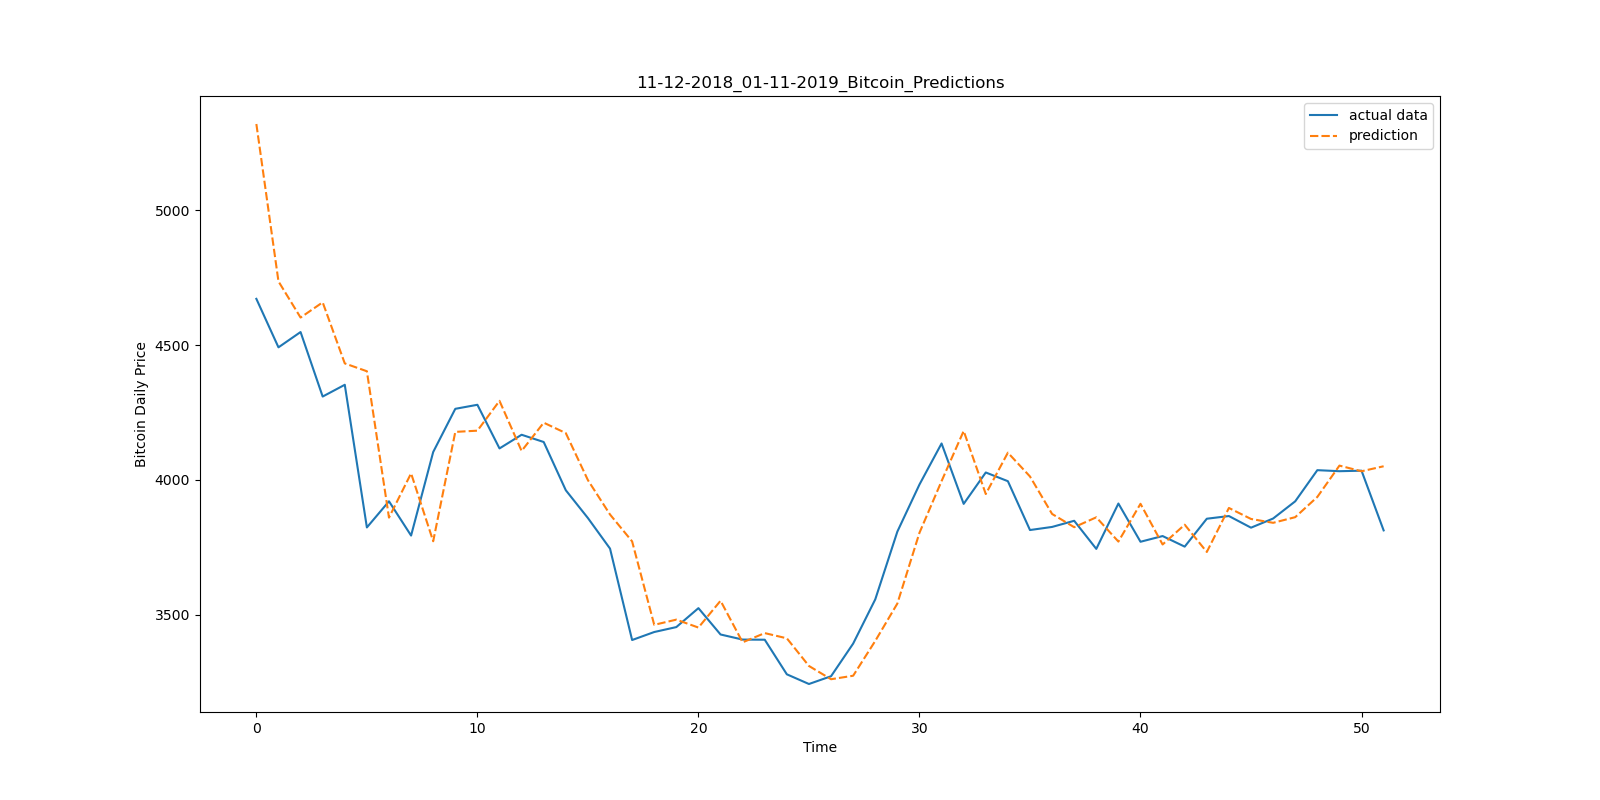 11-12-2018_01-11-2019_Bitcoin_Predictions
actual data
prediction
Bitcoin Daily Price
5000
4500
4000
3500
0 10 20 30 40 50
Time